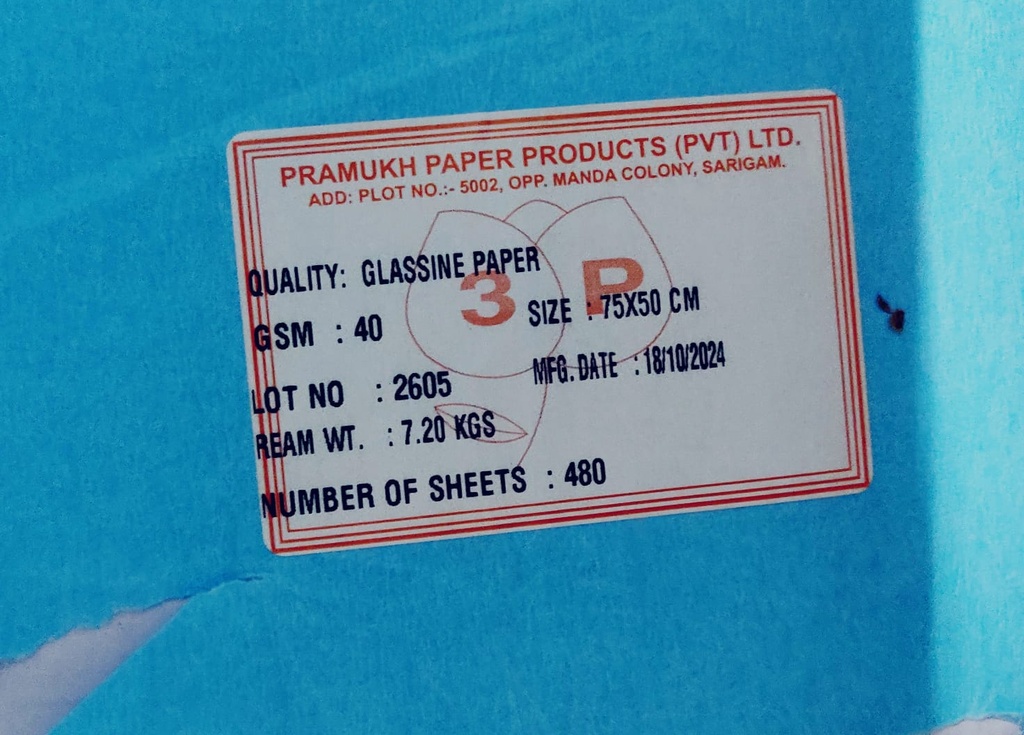 PRAMUKH PAPER PRODUCTS (PVT) LTD.
ADD: PLOT NO.:- 5002, OPP. MANDA COLONY, SARIGAM.
QUALITY: GLASSINE PAPER
3 P
GSM : 40 SIZE : 75X50 CM
LOT NO : 2605 MFG. DATE : 18/10/2024
REAM WT. : 7.20 KGS
NUMBER OF SHEETS : 480